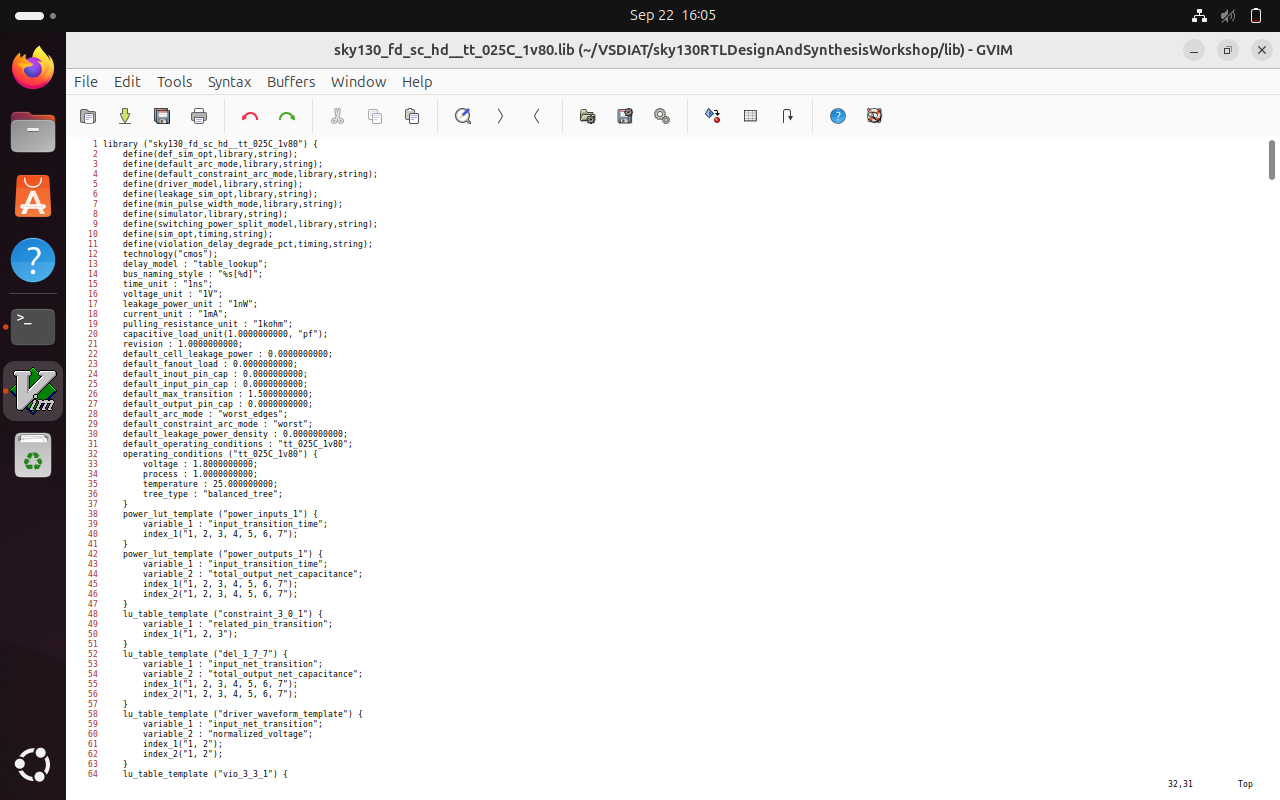 Sep 22 16:05
sky130_fd_sc_hd__tt_025C_1v80.lib (~/VSDIAT/sky130RTLDesignAndSynthesisWorkshop/lib) - GVIM
File Edit Tools Syntax Buffers Window Help
1 library ("sky130_fd_sc_hd__tt_025C_1v80") {
2     define(def_sim_opt,library,string);
3     define(default_arc_mode,library,string);
4     define(default_constraint_arc_mode,library,string);
5     define(driver_model,library,string);
6     define(leakage_sim_opt,library,string);
7     define(min_pulse_width_mode,library,string);
8     define(simulator,library,string);
9     define(switching_power_split_model,library,string);
10     define(sim_opt,timing,string);
11     define(violation_delay_degrade_pct,timing,string);
12     technology("cmos");
13     delay_model : "table_lookup";
14     bus_naming_style : "%s[%d]";
15     time_unit : "1ns";
16     voltage_unit : "1V";
17     leakage_power_unit : "1nW";
18     current_unit : "1mA";
19     pulling_resistance_unit : "1kohm";
20     capacitive_load_unit(1.0000000000, "pf");
21     revision : 1.0000000000;
22     default_cell_leakage_power : 0.0000000000;
23     default_fanout_load : 0.0000000000;
24     default_inout_pin_cap : 0.0000000000;
25     default_input_pin_cap : 0.0000000000;
26     default_max_transition : 1.5000000000;
27     default_output_pin_cap : 0.0000000000;
28     default_arc_mode : "worst_edges";
29     default_constraint_arc_mode : "worst";
30     default_leakage_power_density : 0.0000000000;
31     default_operating_conditions : "tt_025C_1v80";
32     operating_conditions ("tt_025C_1v80") {
33         voltage : 1.8000000000;
34         process : 1.0000000000;
35         temperature : 25.000000000;
36         tree_type : "balanced_tree";
37     }
38     power_lut_template ("power_inputs_1") {
39         variable_1 : "input_transition_time";
40         index_1("1, 2, 3, 4, 5, 6, 7");
41     }
42     power_lut_template ("power_outputs_1") {
43         variable_1 : "input_transition_time";
44         variable_2 : "total_output_net_capacitance";
45         index_1("1, 2, 3, 4, 5, 6, 7");
46         index_2("1, 2, 3, 4, 5, 6, 7");
47     }
48     lu_table_template ("constraint_3_0_1") {
49         variable_1 : "related_pin_transition";
50         index_1("1, 2, 3");
51     }
52     lu_table_template ("del_1_7_7") {
53         variable_1 : "input_net_transition";
54         variable_2 : "total_output_net_capacitance";
55         index_1("1, 2, 3, 4, 5, 6, 7");
56         index_2("1, 2, 3, 4, 5, 6, 7");
57     }
58     lu_table_template ("driver_waveform_template") {
59         variable_1 : "input_net_transition";
60         variable_2 : "normalized_voltage";
61         index_1("1, 2");
62         index_2("1, 2");
63     }
64     lu_table_template ("vio_3_3_1") {
32,31 Top